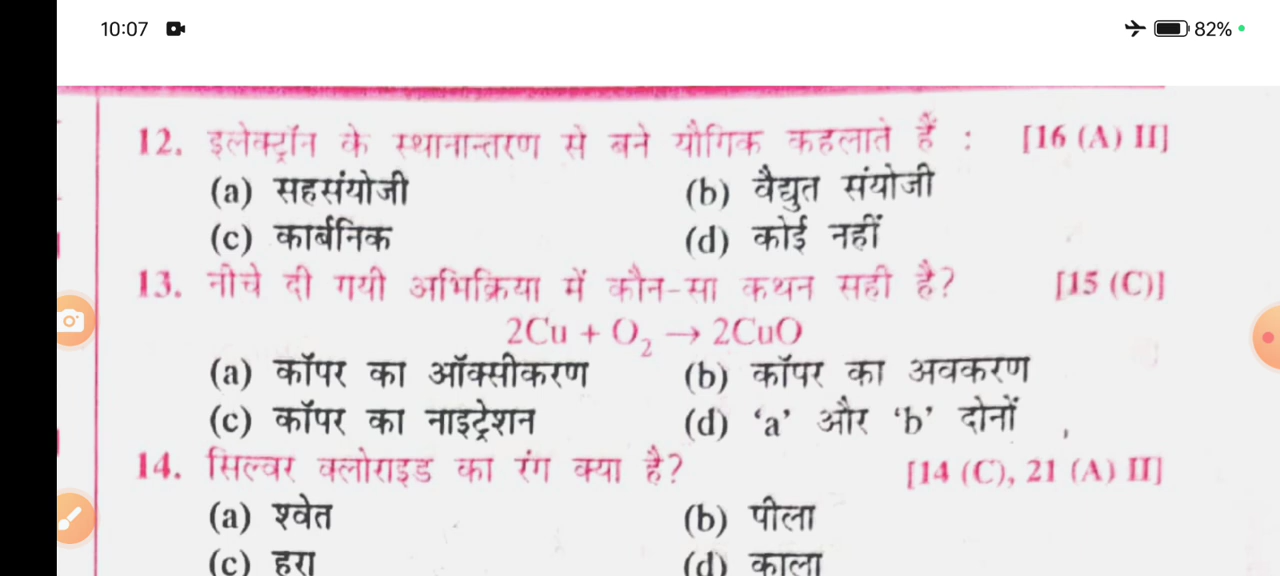 10:07 82%
12. इलेक्ट्रॉन के स्थानान्तरण से बने यौगिक कहलाते हैं : [16 (A) II]
(a) सहसंयोजी (b) वैद्युत संयोजी
(c) कार्बनिक (d) कोई नहीं
13. नीचे दी गयी अभिक्रिया में कौन-सा कथन सही है? [15 (C)]
2Cu + O₂ → 2CuO
(a) कॉपर का ऑक्सीकरण (b) कॉपर का अवकरण
(c) कॉपर का नाइट्रेशन (d) ‘a’ और ‘b’ दोनों
14. सिल्वर क्लोराइड का रंग क्या है? [14 (C), 21 (A) II]
(a) श्वेत (b) पीला
(c) हरा (d) काला